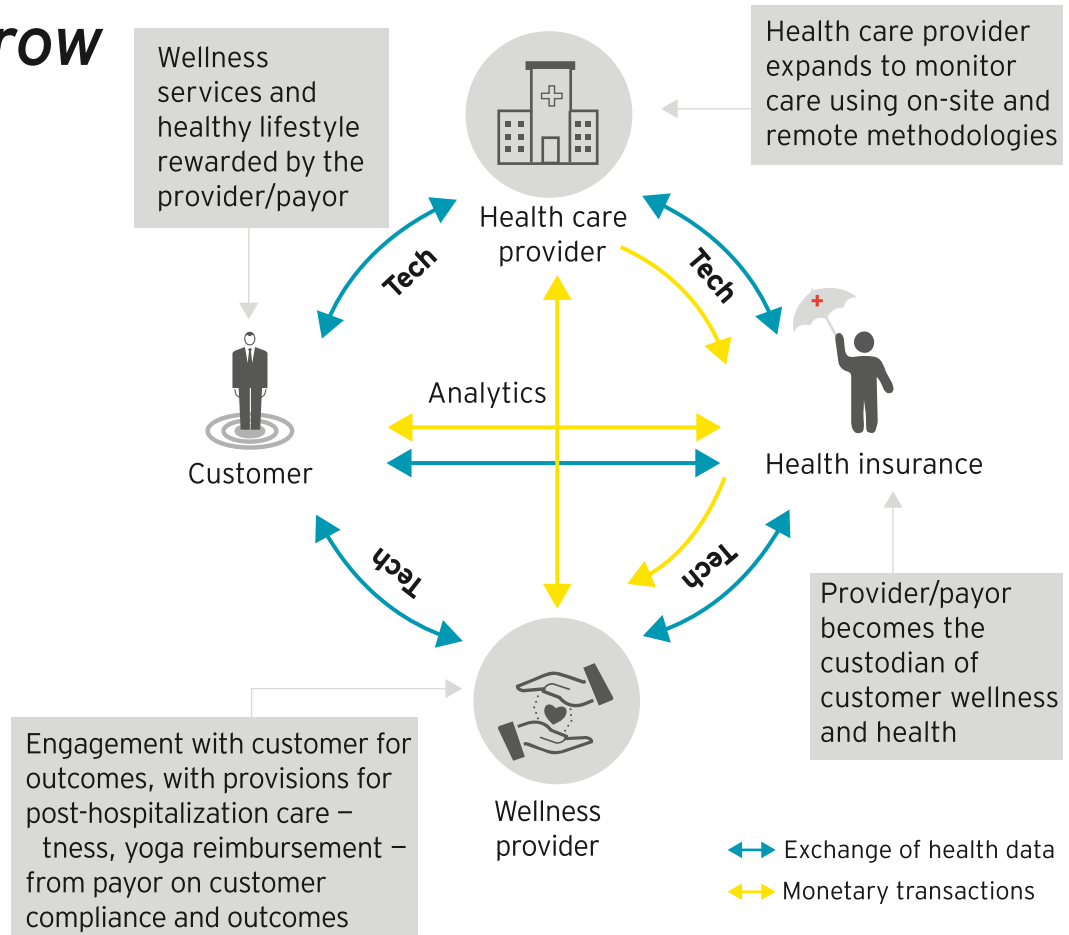 row
Wellness
services and
healthy lifestyle
rewarded by the
provider/payor
Health care provider
expands to monitor
care using on-site and
remote methodologies
Health care
provider
Tech
Tech
Analytics
Customer
Health insurance
Tech
Tech
Provider/payor
becomes the
custodian of
customer wellness
and health
Engagement with customer for
outcomes, with provisions for
post-hospitalization care –
tness, yoga reimbursement –
from payor on customer
compliance and outcomes
Wellness
provider
Exchange of health data
Monetary transactions